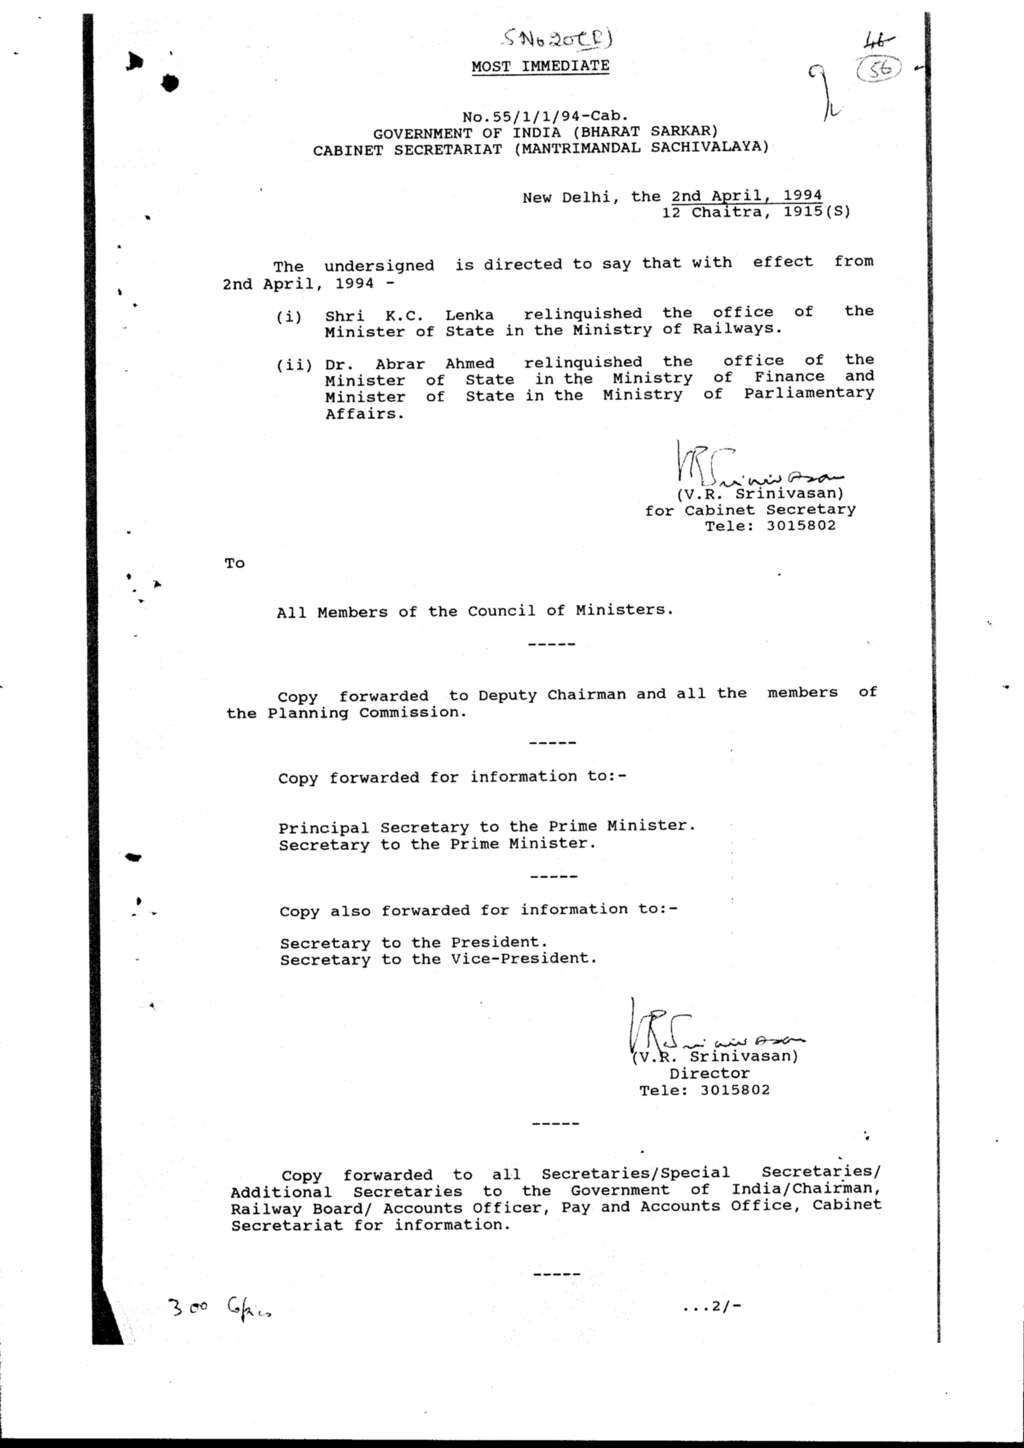 SNo 20(P)
46
56
MOST IMMEDIATE
No.55/1/1/94-Cab.
GOVERNMENT OF INDIA (BHARAT SARKAR)
CABINET SECRETARIAT (MANTRIMANDAL SACHIVALAYA)
New Delhi, the 2nd April, 1994
12 Chaitra, 1915(S)
The undersigned is directed to say that with effect from
2nd April, 1994 -
(i) Shri K.C. Lenka relinquished the office of the
Minister of State in the Ministry of Railways.
(ii) Dr. Abrar Ahmed relinquished the office of the
Minister of State in the Ministry of Finance and
Minister of State in the Ministry of Parliamentary
Affairs.
VRSrinivasan
(V.R. Srinivasan)
for Cabinet Secretary
Tele: 3015802
To
All Members of the Council of Ministers.
-----
Copy forwarded to Deputy Chairman and all the members of
the Planning Commission.
-----
Copy forwarded for information to:-
Principal Secretary to the Prime Minister.
Secretary to the Prime Minister.
-----
Copy also forwarded for information to:-
Secretary to the President.
Secretary to the Vice-President.
VRSrinivasan
(V.R. Srinivasan)
Director
Tele: 3015802
-----
Copy forwarded to all Secretaries/Special Secretaries/
Additional Secretaries to the Government of India/Chairman,
Railway Board/ Accounts Officer, Pay and Accounts Office, Cabinet
Secretariat for information.
-----
300 Copies
...2/-